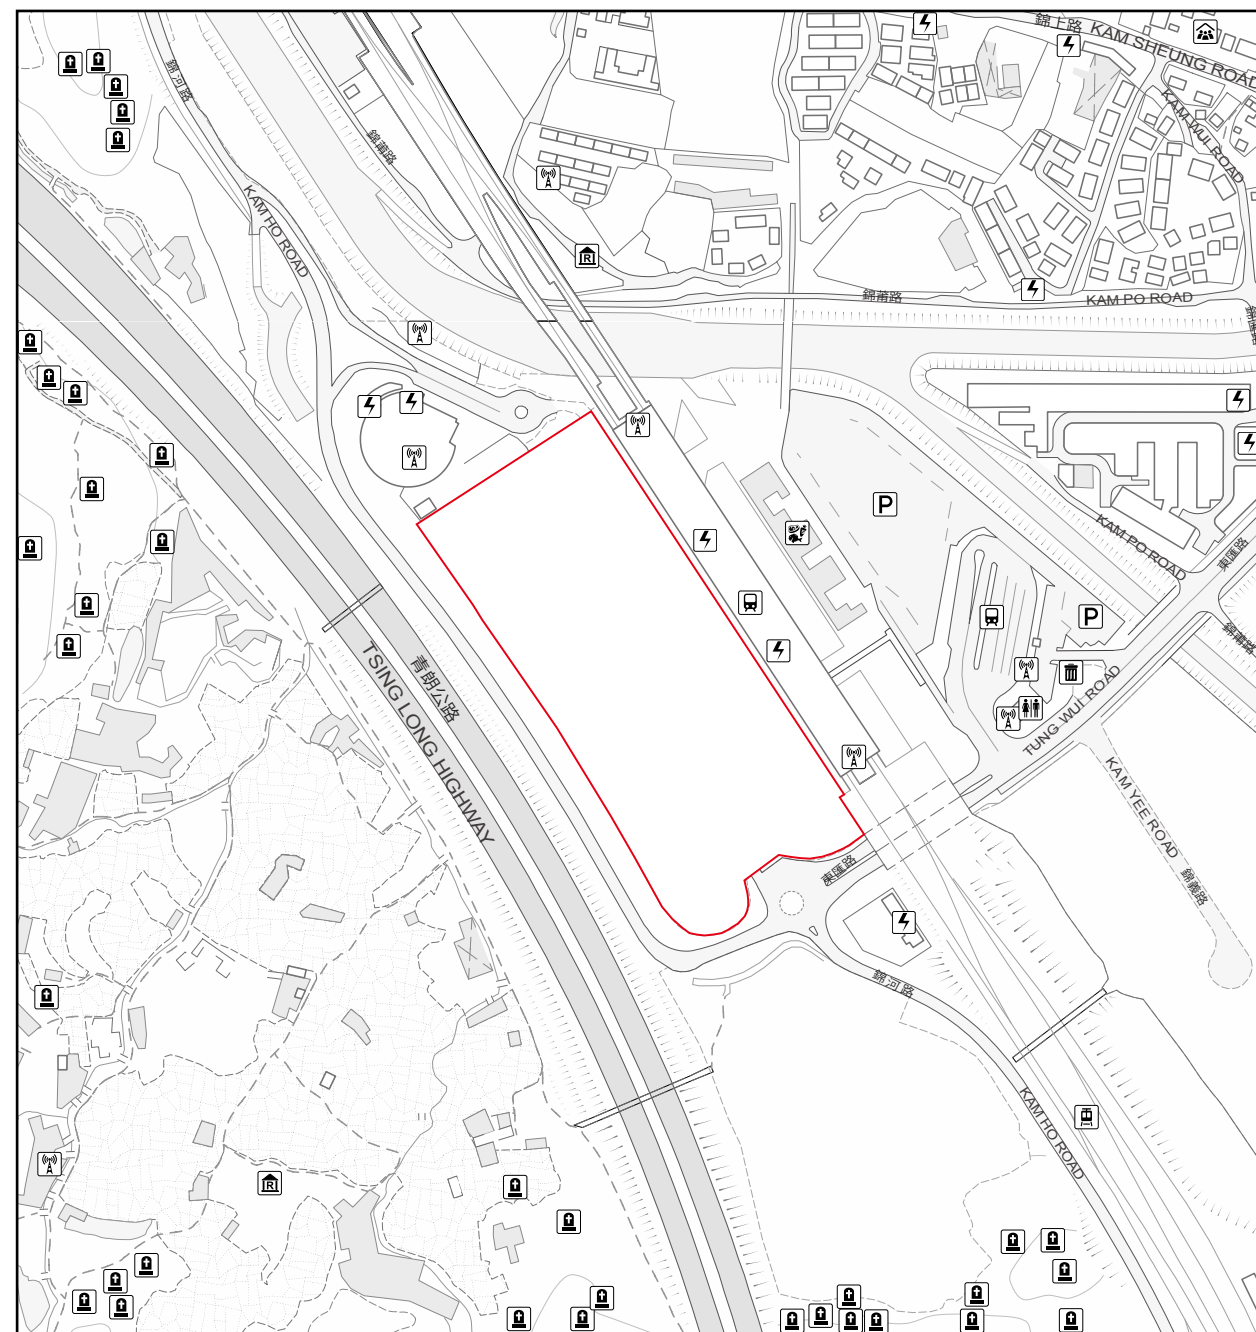 錦上路 KAM SHEUNG ROAD
錦河路
KAM WUI ROAD
錦莆路
KAM HO ROAD
R
錦莆路
KAM PO ROAD
錦匯路
P
KAM PO ROAD
東匯路
P
錦莆路
青朗公路
TSING LONG HIGHWAY
TUNG WUI ROAD
KAM YEE ROAD
錦義路
東匯路
錦河路
KAM HO ROAD
R